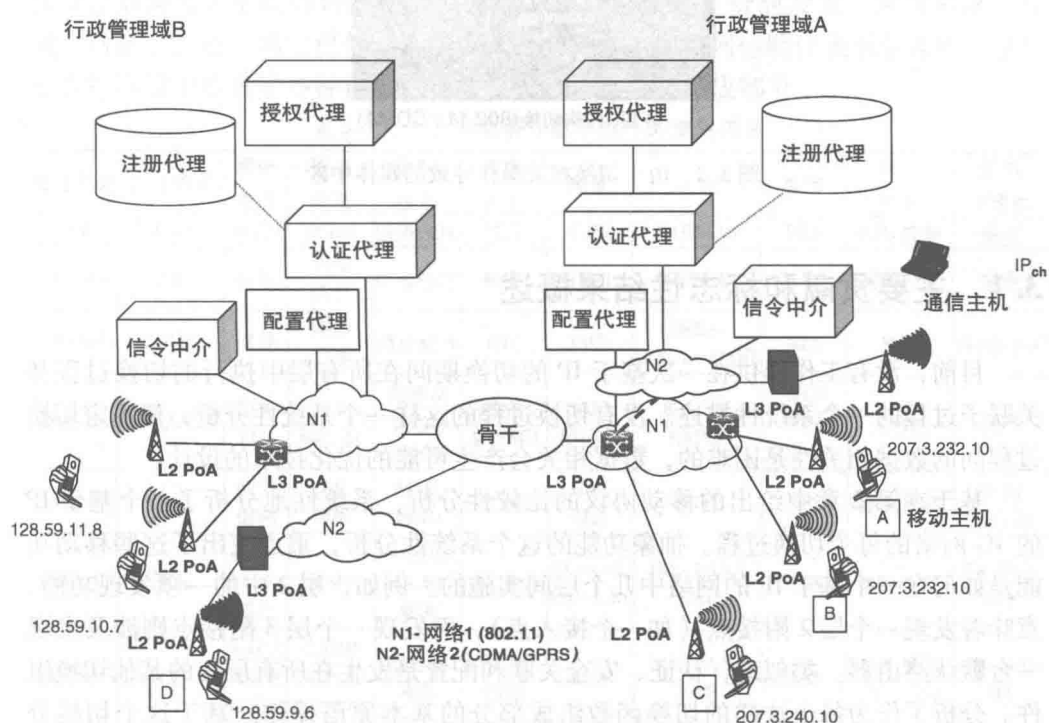 行政管理域B
行政管理域A
授权代理
授权代理
注册代理
注册代理
认证代理
认证代理
IPch
通信主机
配置代理
配置代理
信令中介
信令中介
N2
N1
骨干
N1
L3 PoA
L2 PoA
L2 PoA
L3 PoA
L3 PoA
L2 PoA
207.3.232.10
128.59.11.8
L2 PoA
N2
A
移动主机
L3 PoA
L2 PoA
207.3.232.10
B
128.59.10.7
L2 PoA
N1-网络1 (802.11)
N2-网络2(CDMA/GPRS)
L2 PoA
D
C
128.59.9.6
207.3.240.10